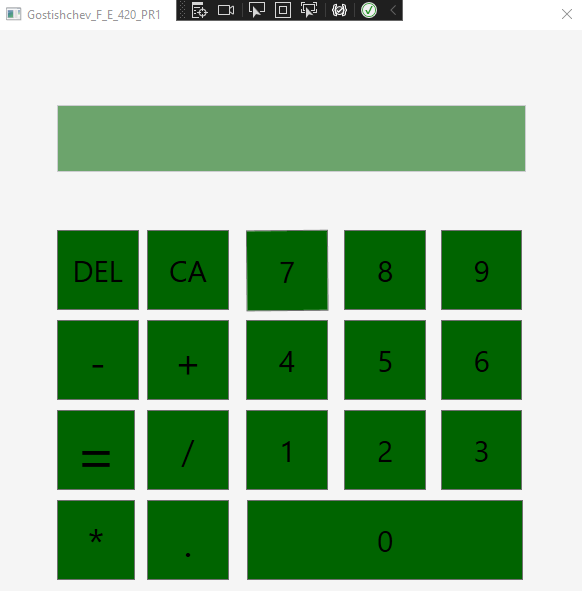 Gostishchev_F_E_420_PR1
DEL CA 7 8 9
- + 4 5 6
= / 1 2 3
* . 0